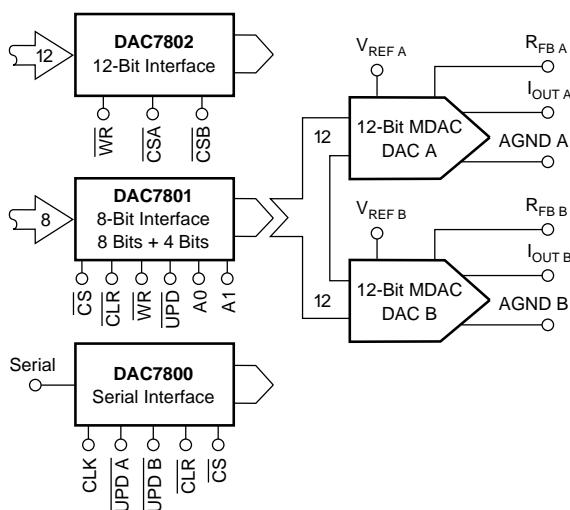 DAC7802
12-Bit Interface
12
WR
CSA
CSB
DAC7801
8-Bit Interface
8 Bits + 4 Bits
8
CS
CLR
WR
UPD
A0
A1
Serial
DAC7800
Serial Interface
CLK
UPD A
UPD B
CLR
CS
V REF A
R FB A
I OUT A
AGND A
12
12-Bit MDAC
DAC A
V REF B
R FB B
I OUT B
AGND B
12
12-Bit MDAC
DAC B